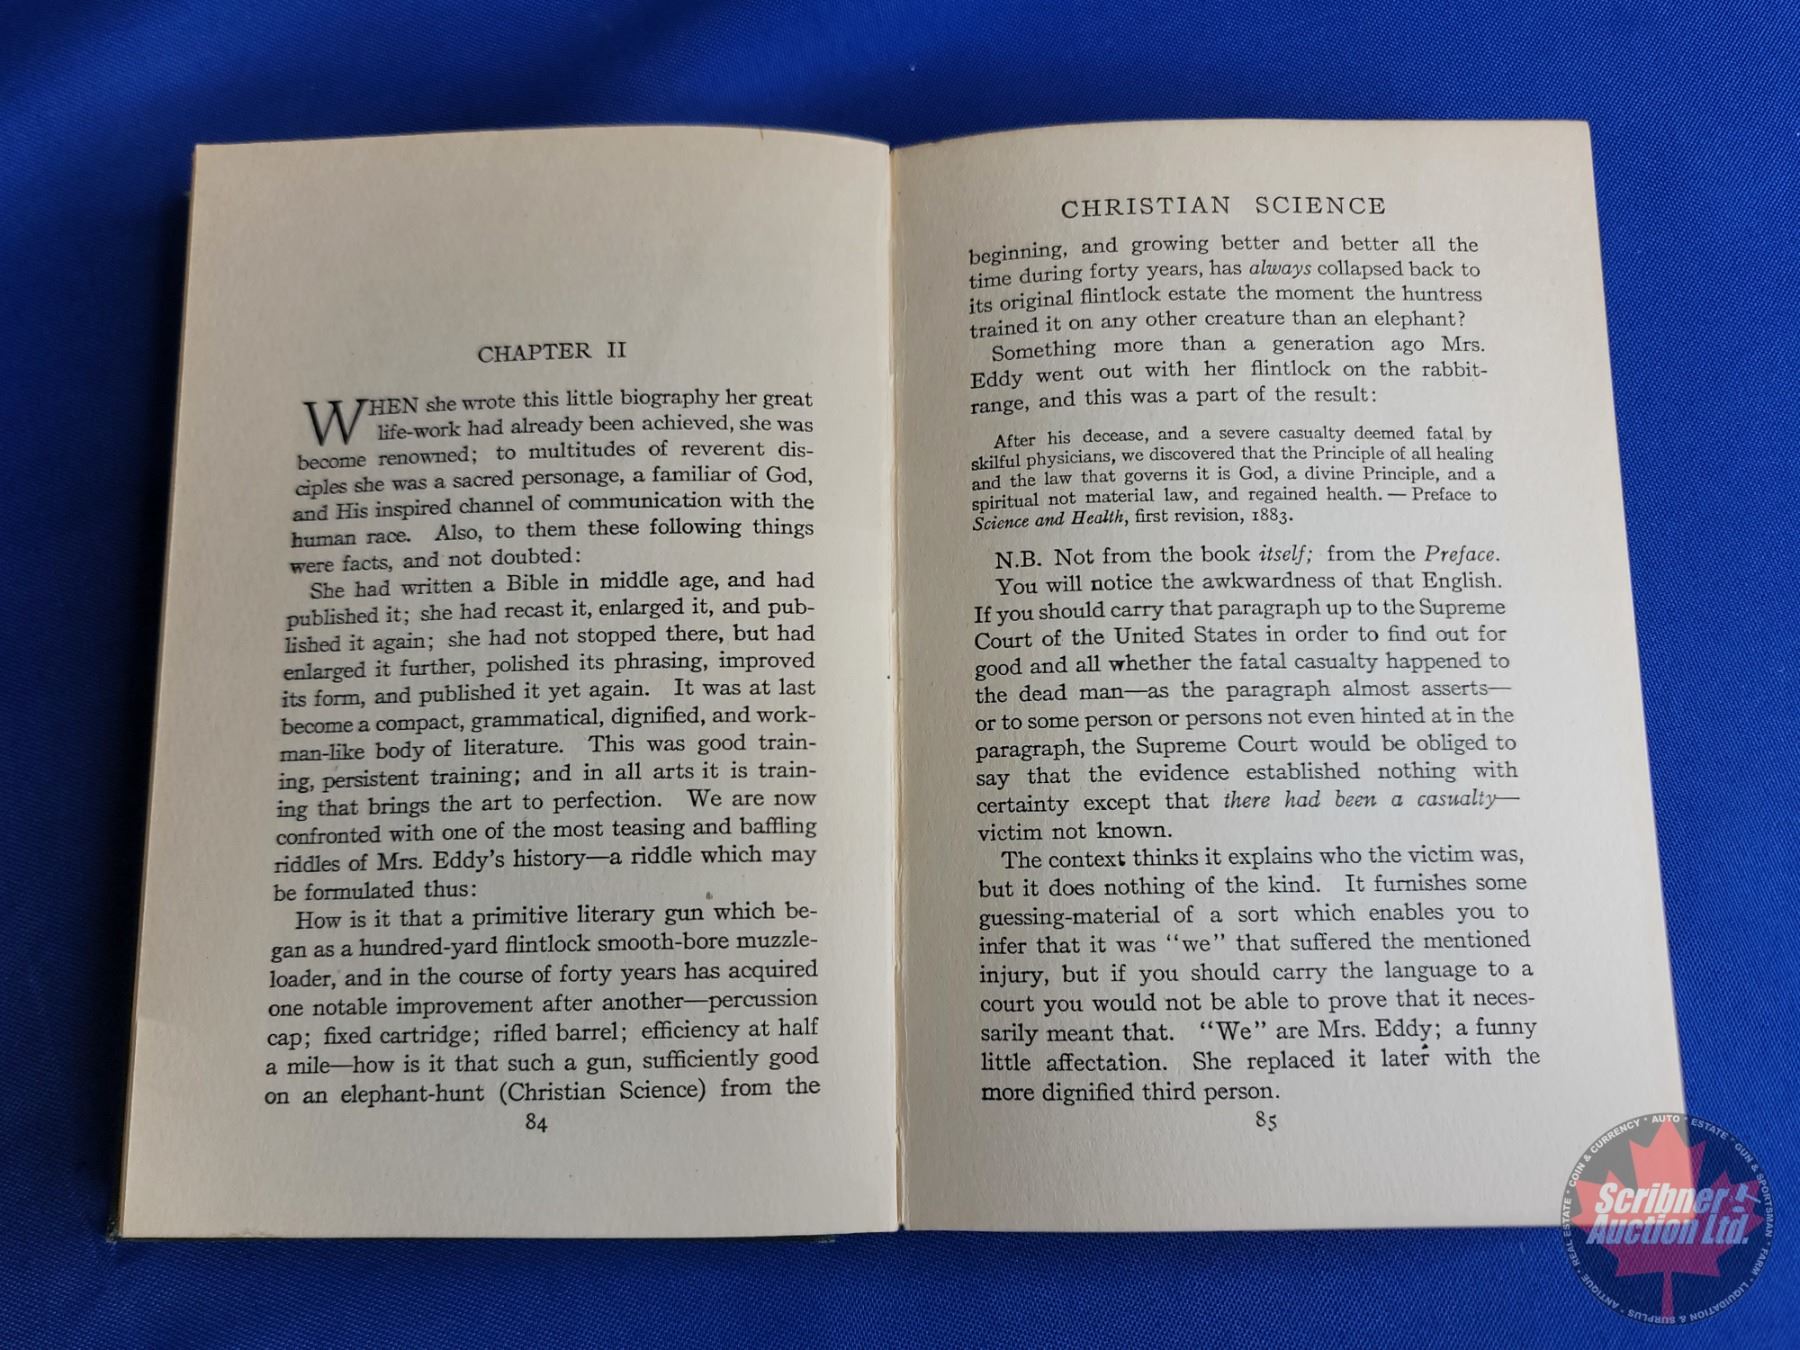 CHAPTER II
WHEN she wrote this little biography her great
life-work had already been achieved, she was
become renowned; to multitudes of reverent dis-
ciples she was a sacred personage, a familiar of God,
and His inspired channel of communication with the
human race. Also, to them these following things
were facts, and not doubted:
She had written a Bible in middle age, and had
published it; she had recast it, enlarged it, and pub-
lished it again; she had not stopped there, but had
enlarged it further, polished its phrasing, improved
its form, and published it yet again. It was at last
become a compact, grammatical, dignified, and work-
man-like body of literature. This was good train-
ing, persistent training; and in all arts it is train-
ing that brings the art to perfection. We are now
confronted with one of the most teasing and baffling
riddles of Mrs. Eddy's history—a riddle which may
be formulated thus:
How is it that a primitive literary gun which be-
gan as a hundred-yard flintlock smooth-bore muzzle-
loader, and in the course of forty years has acquired
one notable improvement after another—percussion
cap; fixed cartridge; rifled barrel; efficiency at half
a mile—how is it that such a gun, sufficiently good
on an elephant-hunt (Christian Science) from the
84
CHRISTIAN SCIENCE
beginning, and growing better and better all the
time during forty years, has always collapsed back to
its original flintlock estate the moment the huntress
trained it on any other creature than an elephant?
Something more than a generation ago Mrs.
Eddy went out with her flintlock on the rabbit-
range, and this was a part of the result:
After his decease, and a severe casualty deemed fatal by
skilful physicians, we discovered that the Principle of all healing
and the law that governs it is God, a divine Principle, and a
spiritual not material law, and regained health.—Preface to
Science and Health, first revision, 1883.
N.B. Not from the book itself; from the Preface.
You will notice the awkwardness of that English.
If you should carry that paragraph up to the Supreme
Court of the United States in order to find out for
good and all whether the fatal casualty happened to
the dead man—as the paragraph almost asserts—
or to some person or persons not even hinted at in the
paragraph, the Supreme Court would be obliged to
say that the evidence established nothing with
certainty except that there had been a casualty—
victim not known.
The context thinks it explains who the victim was,
but it does nothing of the kind. It furnishes some
guessing-material of a sort which enables you to
infer that it was "we" that suffered the mentioned
injury, but if you should carry the language to a
court you would not be able to prove that it neces-
sarily meant that. "We" are Mrs. Eddy; a funny
little affectation. She replaced it later with the
more dignified third person.
85
Scribner
Auction Ltd.
COIN & CURRENCY • AUTO • ESTATE • GUN & SPORTSMAN • FARM • LIQUIDATION & SURPLUS • ANTIQUE • REAL ESTATE •